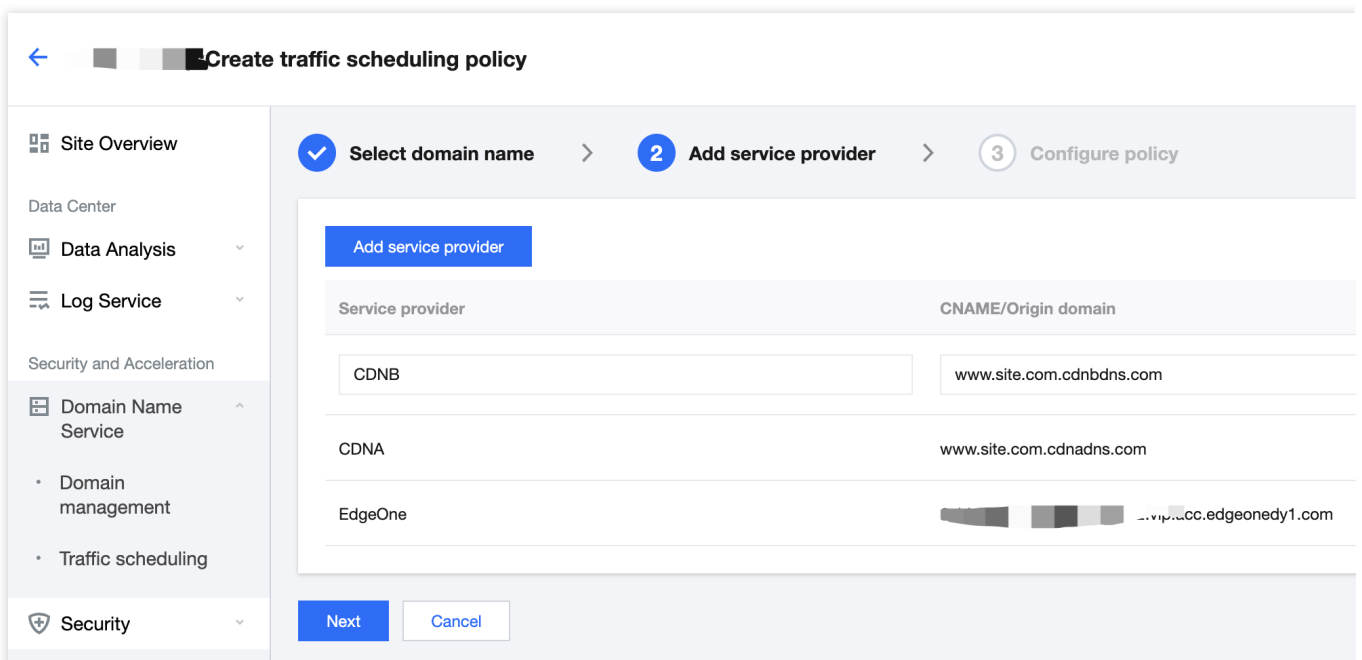 Create traffic scheduling policy
Site Overview
Data Center
Data Analysis
Log Service
Security and Acceleration
Domain Name
Service
Domain
management
Traffic scheduling
Security
Select domain name
2 Add service provider
3 Configure policy
Add service provider
Service provider CNAME/Origin domain
CDNB www.site.com.cdnbdns.com
CDNA www.site.com.cdnadns.com
EdgeOne acc.edgeonedy1.com
Next Cancel